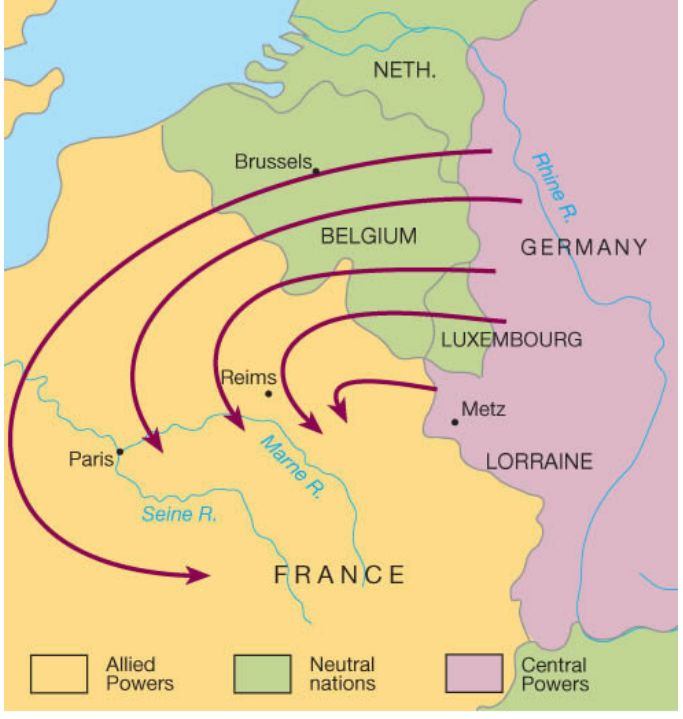 NETH.
Brussels
Rhine R.
BELGIUM
GERMANY
LUXEMBOURG
Reims
Metz
Marne R.
Paris
LORRAINE
Seine R.
FRANCE
Allied
Powers
Neutral
nations
Central
Powers